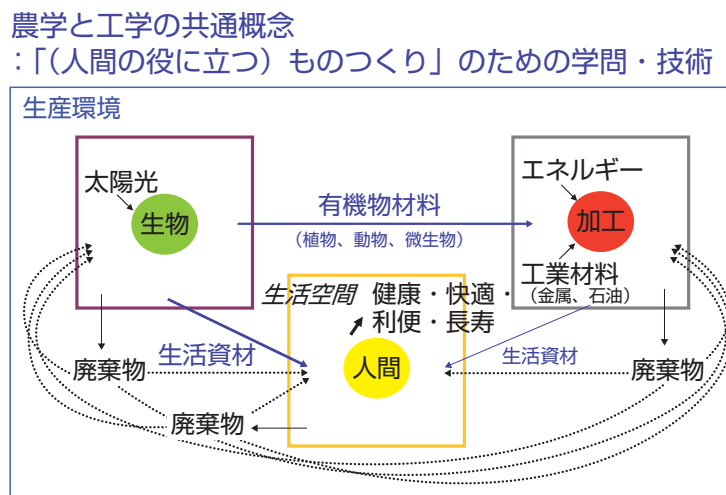 農学と工学の共通概念
：「（人間の役に立つ）ものつくり」のための学問・技術
生産環境
太陽光
生物
有機物材料
（植物、動物、微生物）
エネルギー
加工
工業材料
（金属、石油）
生活空間
健康・快適・
利便・長寿
人間
生活資材
生活資材
廃棄物
廃棄物
廃棄物